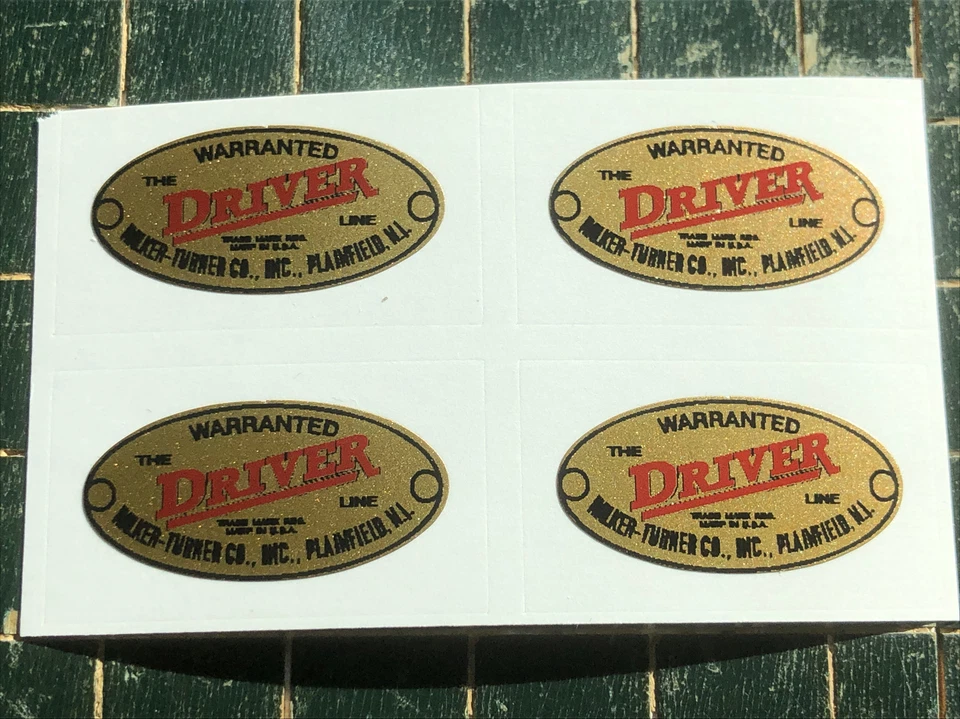 WARRANTED
THE
DRIVER
LINE
TRADE MARK REG.
MADE IN U.S.A.
WALKER-TURNER CO., INC., PLAINFIELD, N.J.
WARRANTED
THE
DRIVER
LINE
TRADE MARK REG.
MADE IN U.S.A.
WALKER-TURNER CO., INC., PLAINFIELD, N.J.
WARRANTED
THE
DRIVER
LINE
TRADE MARK REG.
MADE IN U.S.A.
WALKER-TURNER CO., INC., PLAINFIELD, N.J.
WARRANTED
THE
DRIVER
LINE
TRADE MARK REG.
MADE IN U.S.A.
WALKER-TURNER CO., INC., PLAINFIELD, N.J.